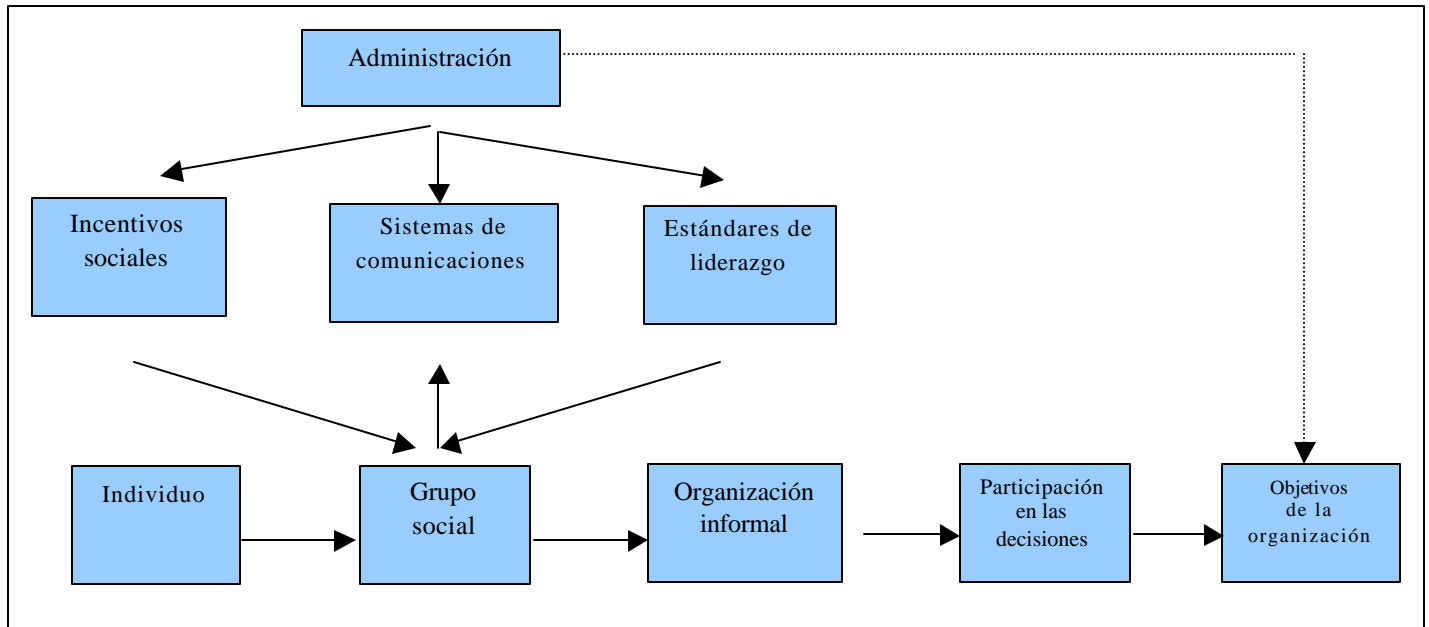 Administración
Incentivos
sociales
Sistemas de
comunicaciones
Estándares de
liderazgo
Individuo
Grupo
social
Organización
informal
Participación
en las
decisiones
Objetivos
de la
organización